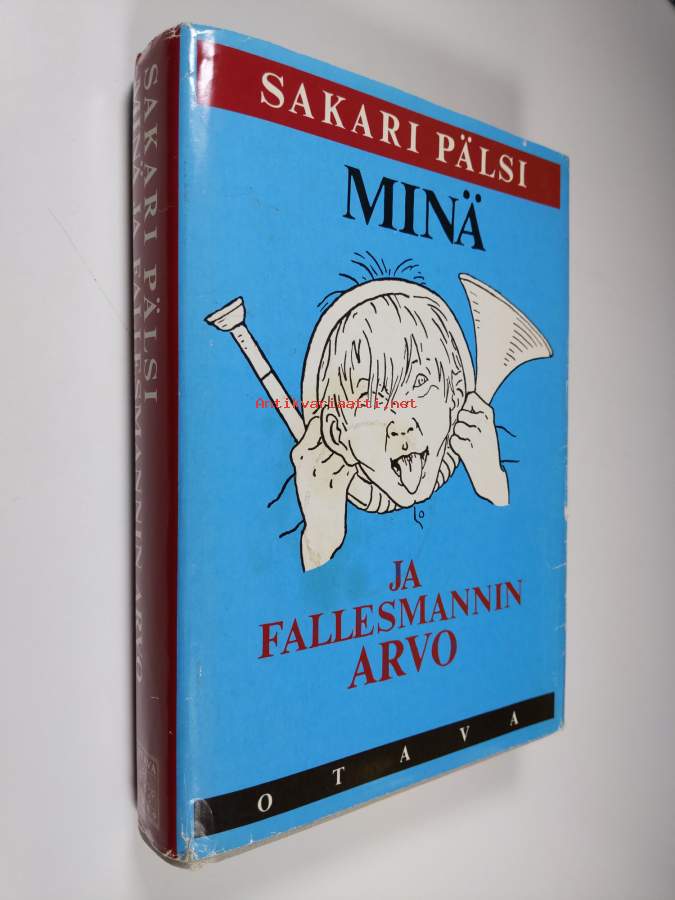 SAKARI PÄLSI
MINÄ
Antikvariaatti.net
JA
FALLESMANNIN
ARVO
OTAVA
SAKARI PÄLSI
MINÄ JA FALLESMANNIN ARVO